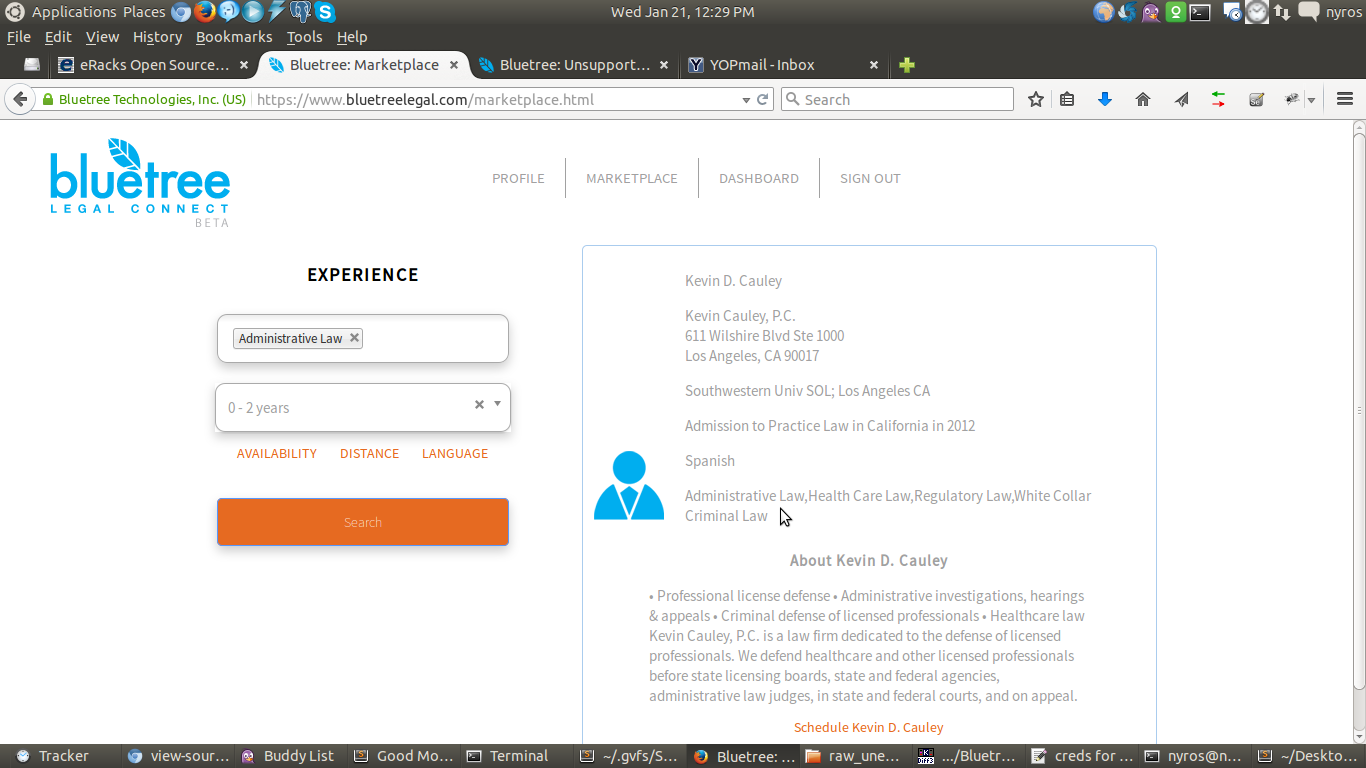 Applications Places Wed Jan 21, 12:29 PM nyros
File Edit View History Bookmarks Tools Help
eRacks Open Source... Bluetree: Marketplace Bluetree: Unsupport... YOPmail - Inbox
Bluetree Technologies, Inc. (US) https://www.bluetreelegal.com/marketplace.html Search
bluetree
LEGAL CONNECT
BETA
PROFILE MARKETPLACE DASHBOARD SIGN OUT
EXPERIENCE
Administrative Law
0 - 2 years
AVAILABILITY DISTANCE LANGUAGE
Search
Kevin D. Cauley
Kevin Cauley, P.C.
611 Wilshire Blvd Ste 1000
Los Angeles, CA 90017
Southwestern Univ SOL; Los Angeles CA
Admission to Practice Law in California in 2012
Spanish
Administrative Law,Health Care Law,Regulatory Law,White Collar
Criminal Law
About Kevin D. Cauley
• Professional license defense • Administrative investigations, hearings
& appeals • Criminal defense of licensed professionals • Healthcare law
Kevin Cauley, P.C. is a law firm dedicated to the defense of licensed
professionals. We defend healthcare and other licensed professionals
before state licensing boards, state and federal agencies,
administrative law judges, in state and federal courts, and on appeal.
Schedule Kevin D. Cauley
Tracker view-sour... Buddy List Good Mo... Terminal ~/.gvfs/S... Bluetree: ... raw_une... .../Bluetr... creds for ... nyros@n... ~/Deskto...